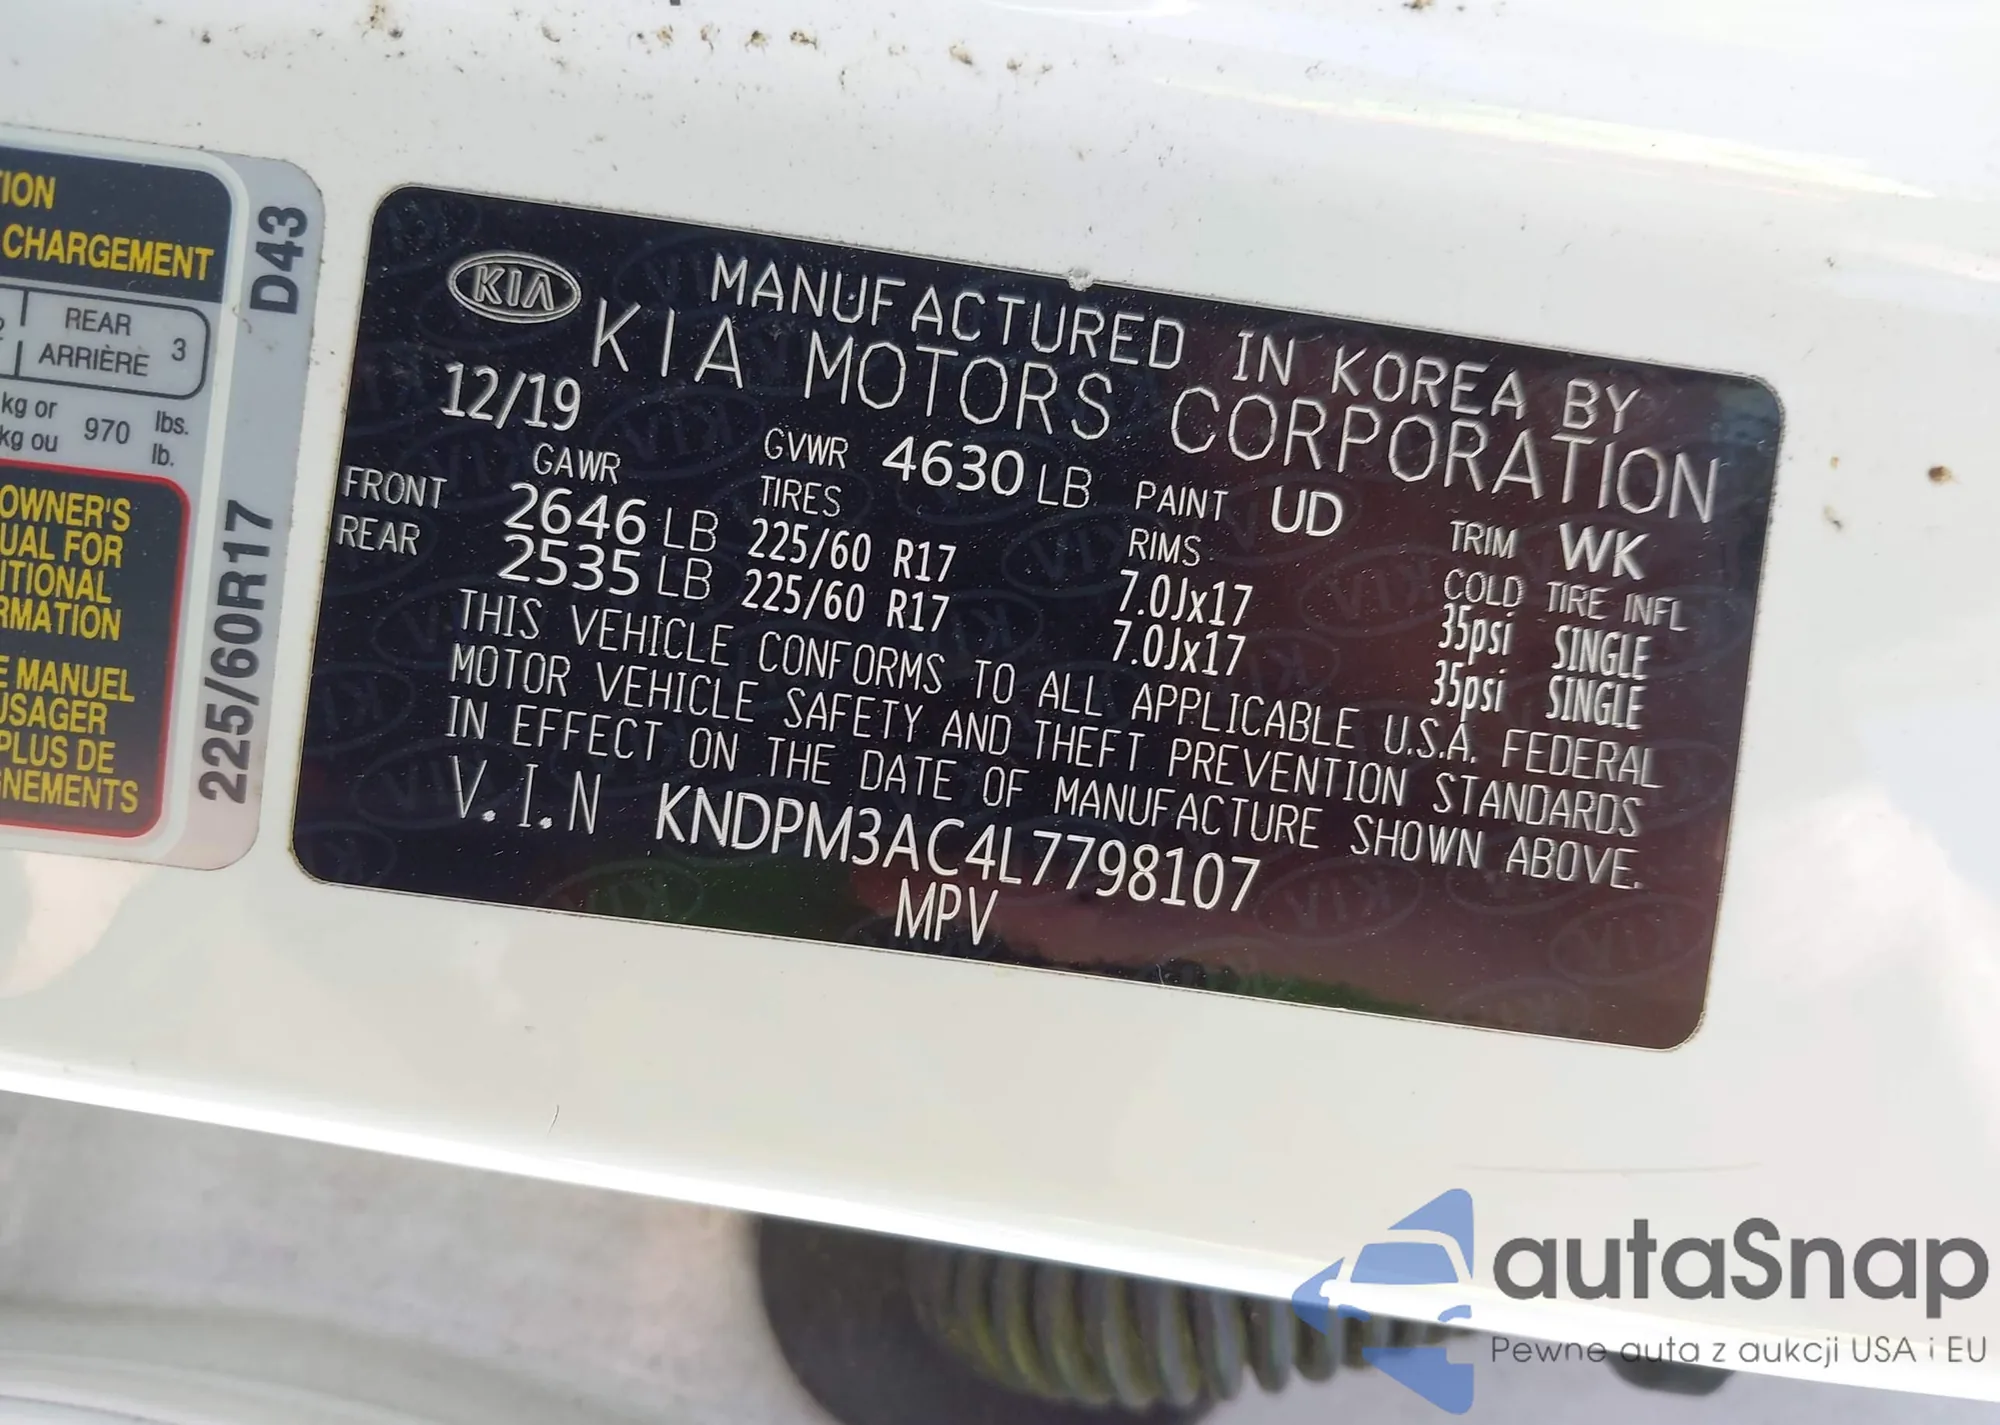 TION
CHARGEMENT
REAR
ARRIÈRE 3
kg or
kg ou 970 lbs.
lb.
OWNER'S
UAL FOR
ITIONAL
RMATION
E MANUEL
USAGER
PLUS DE
GNEMENTS
D43
225/60R17
KIA
MANUFACTURED IN KOREA BY
KIA MOTORS CORPORATION
12/19
GVWR 4630 LB PAINT UD TRIM WK
GAWR TIRES RIMS COLD TIRE INFL
FRONT 2646 LB 225/60 R17 7.0Jx17 35psi SINGLE
REAR 2535 LB 225/60 R17 7.0Jx17 35psi SINGLE
THIS VEHICLE CONFORMS TO ALL APPLICABLE U.S.A. FEDERAL
MOTOR VEHICLE SAFETY AND THEFT PREVENTION STANDARDS
IN EFFECT ON THE DATE OF MANUFACTURE SHOWN ABOVE.
V.I.N KNDPM3AC4L7798107
MPV
autaSnap
Pewne auta z aukcji USA i EU